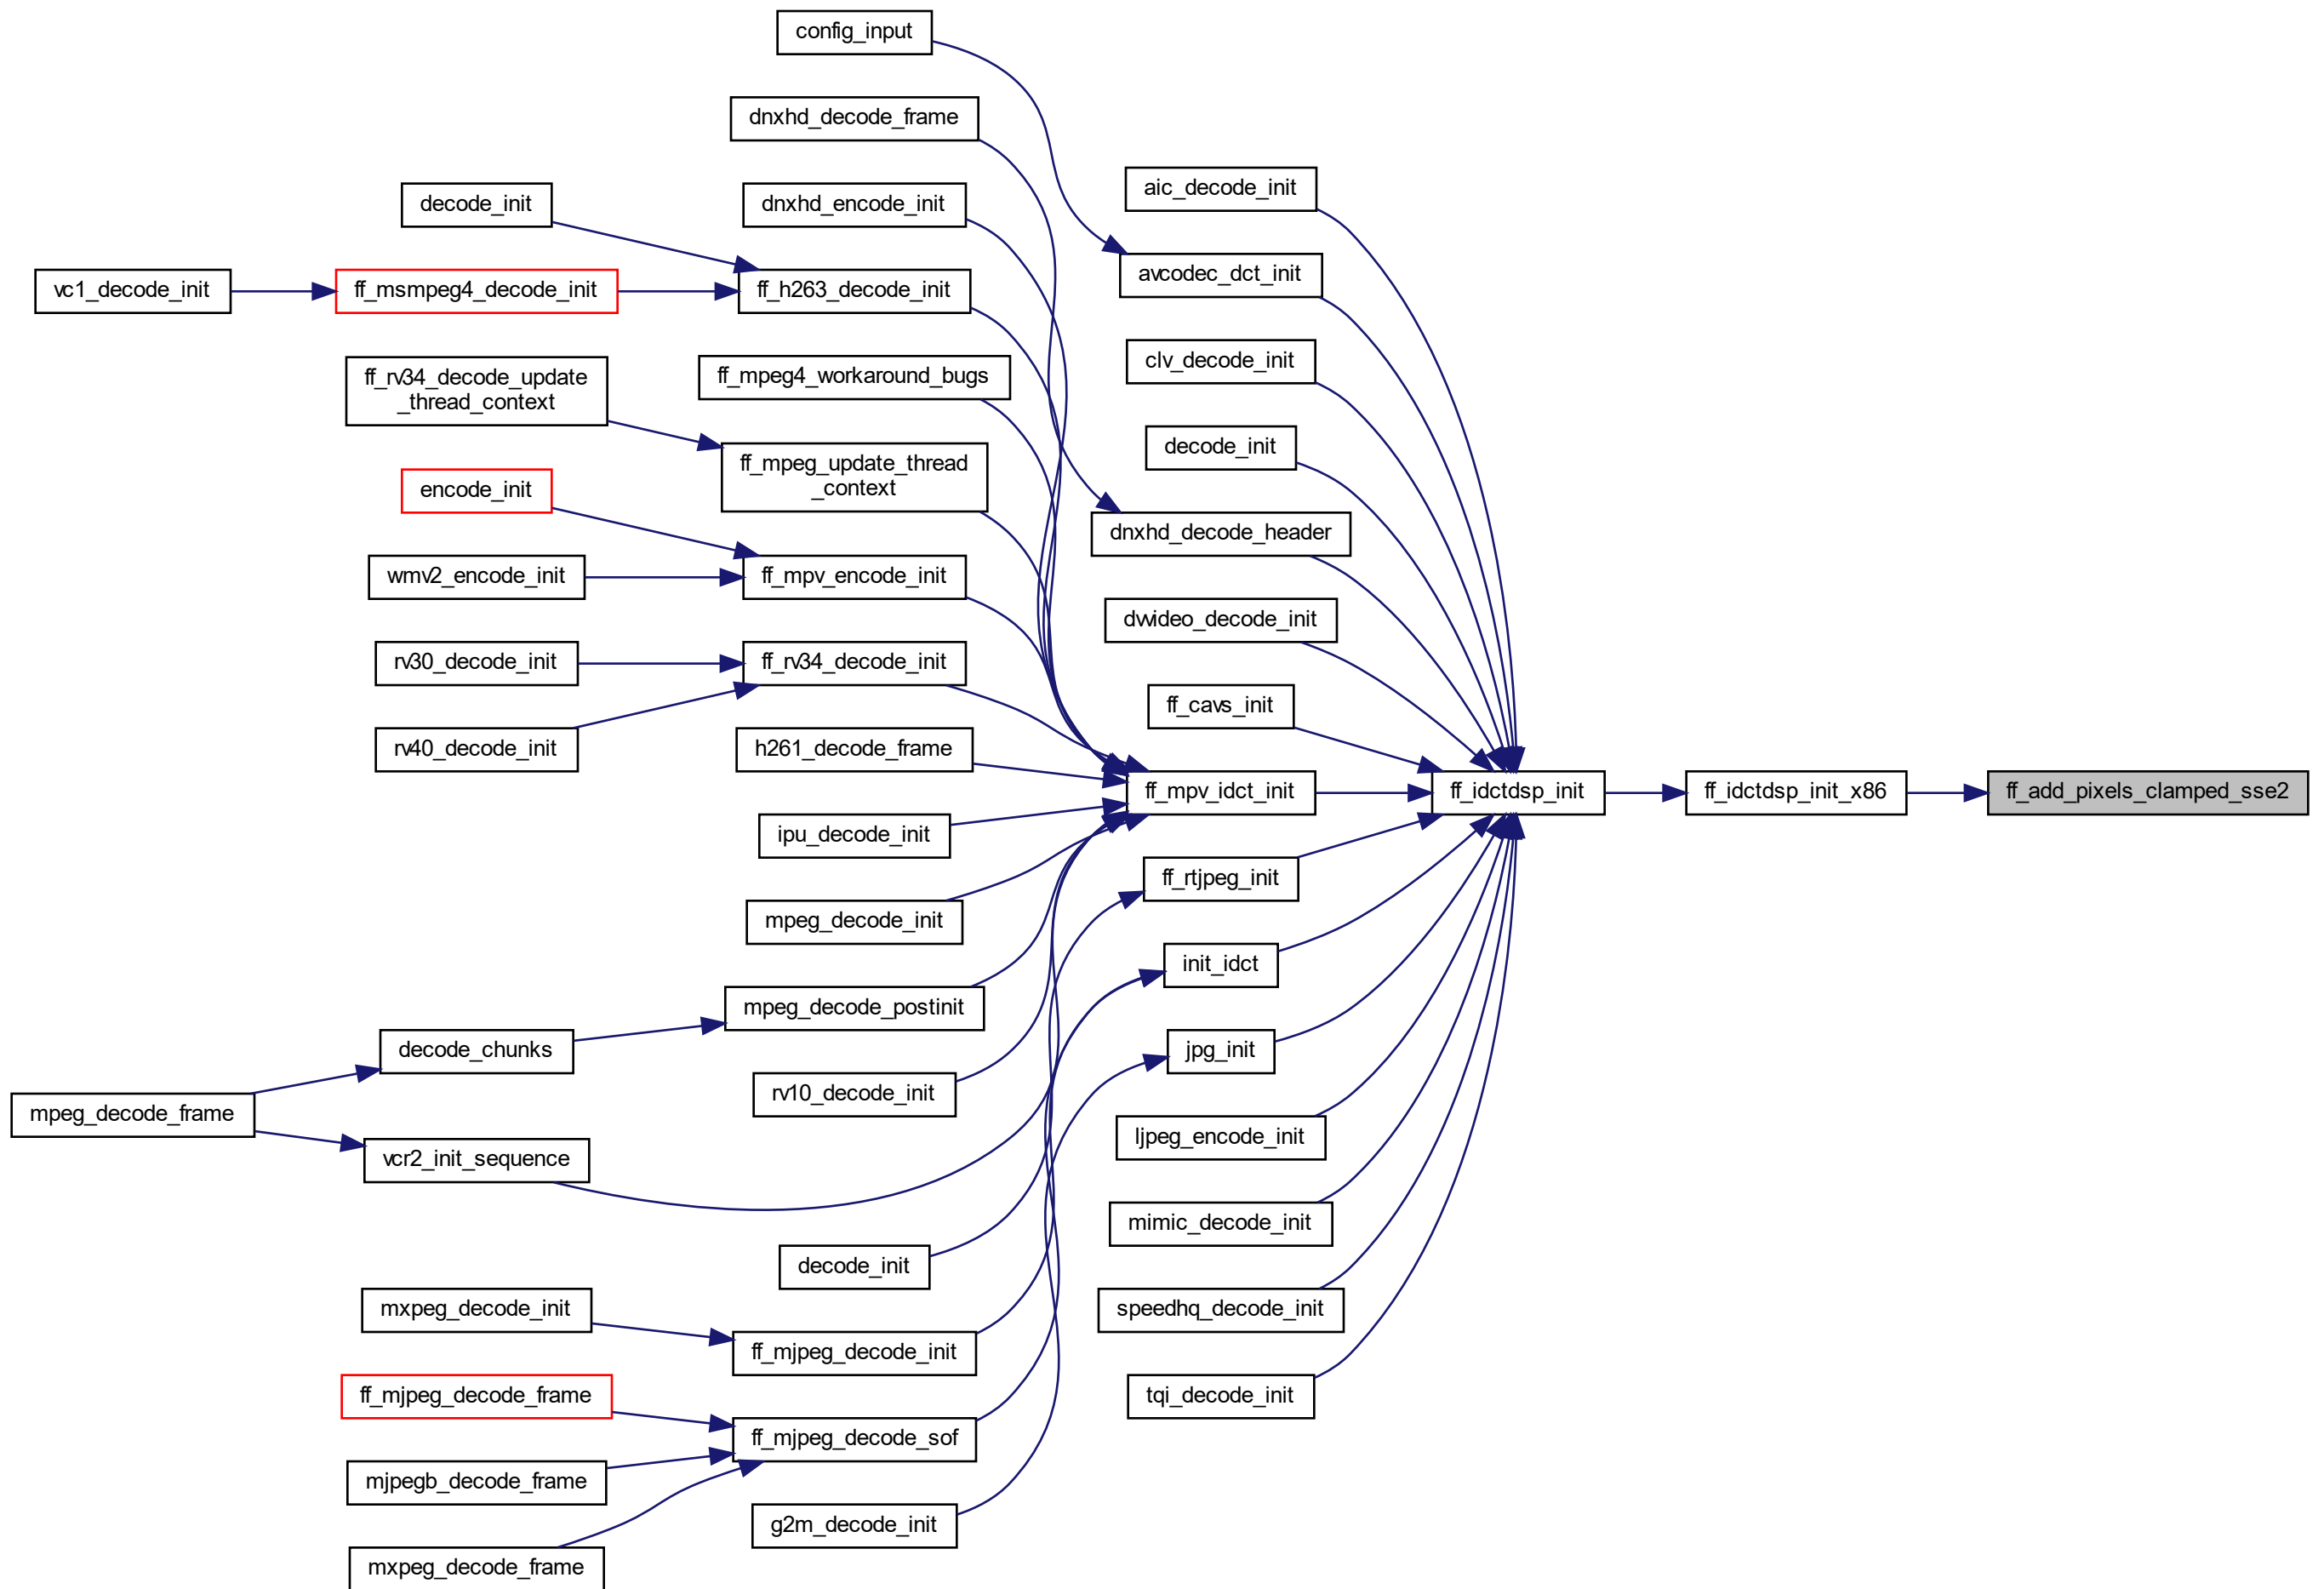 config_input
dnxhd_decode_frame
aic_decode_init
decode_init
dnxhd_encode_init
avcodec_dct_init
vc1_decode_init
ff_msmpeg4_decode_init
ff_h263_decode_init
clv_decode_init
ff_rv34_decode_update
_thread_context
ff_mpeg4_workaround_bugs
decode_init
ff_mpeg_update_thread
_context
encode_init
dnxhd_decode_header
wmv2_encode_init
ff_mpv_encode_init
dwideo_decode_init
rv30_decode_init
ff_rv34_decode_init
ff_cavs_init
rv40_decode_init
h261_decode_frame
ff_mpv_idct_init
ff_idctdsp_init
ff_idctdsp_init_x86
ff_add_pixels_clamped_sse2
ipu_decode_init
ff_rtjpeg_init
mpeg_decode_init
init_idct
mpeg_decode_postinit
decode_chunks
jpg_init
rv10_decode_init
mpeg_decode_frame
ljpeg_encode_init
vcr2_init_sequence
mimic_decode_init
decode_init
mxpeg_decode_init
speedhq_decode_init
ff_mjpeg_decode_init
ff_mjpeg_decode_frame
tqi_decode_init
ff_mjpeg_decode_sof
mjpegb_decode_frame
g2m_decode_init
mxpeg_decode_frame